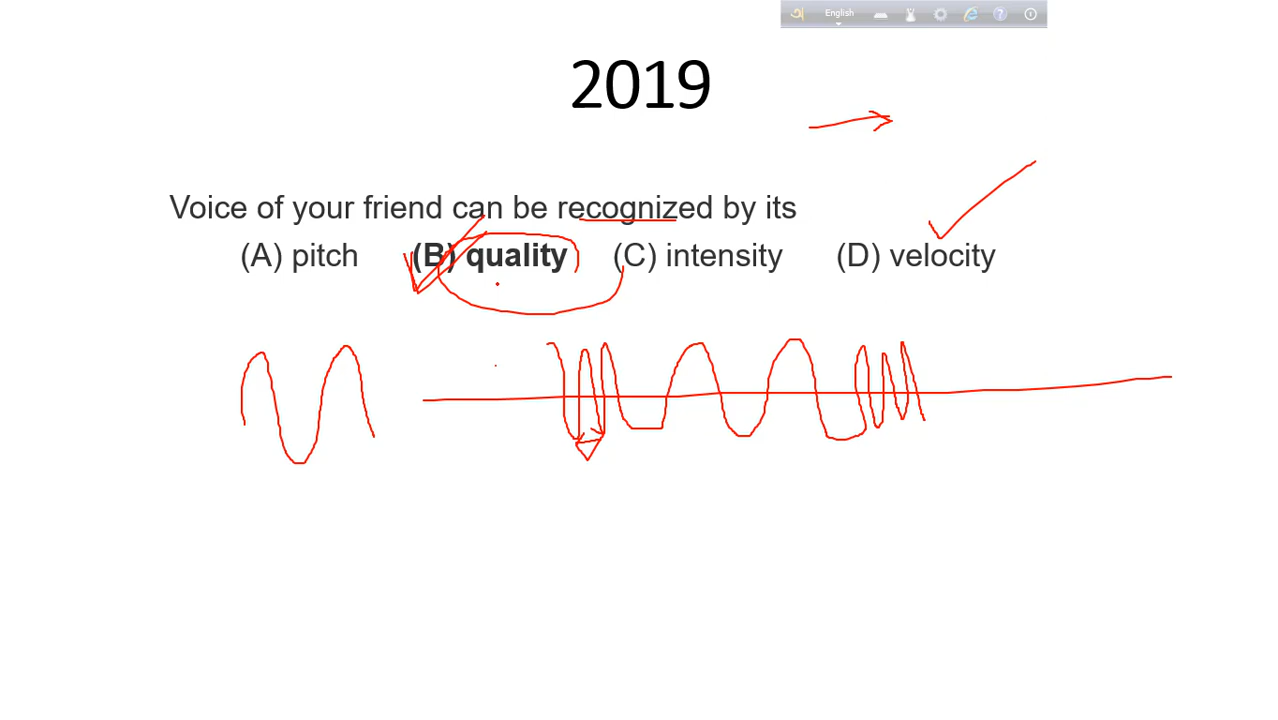 English
2019
Voice of your friend can be recognized by its
(A) pitch (B) quality (C) intensity (D) velocity